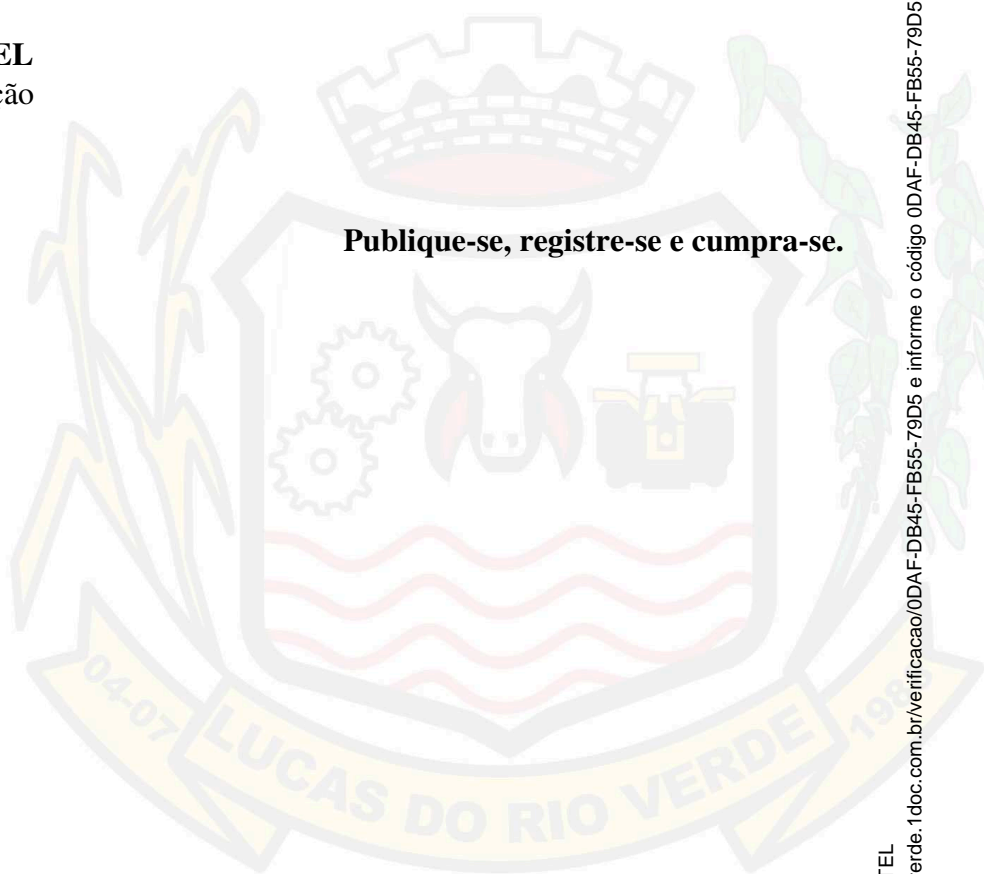 EL
ção
Publique-se, registre-se e cumpra-se.
04-07
LUCAS DO RIO VERDE
1988
TEL
erde.1doc.com.br/verificacao/0DAF-DB45-FB55-79D5 e informe o código 0DAF-DB45-FB55-79D5